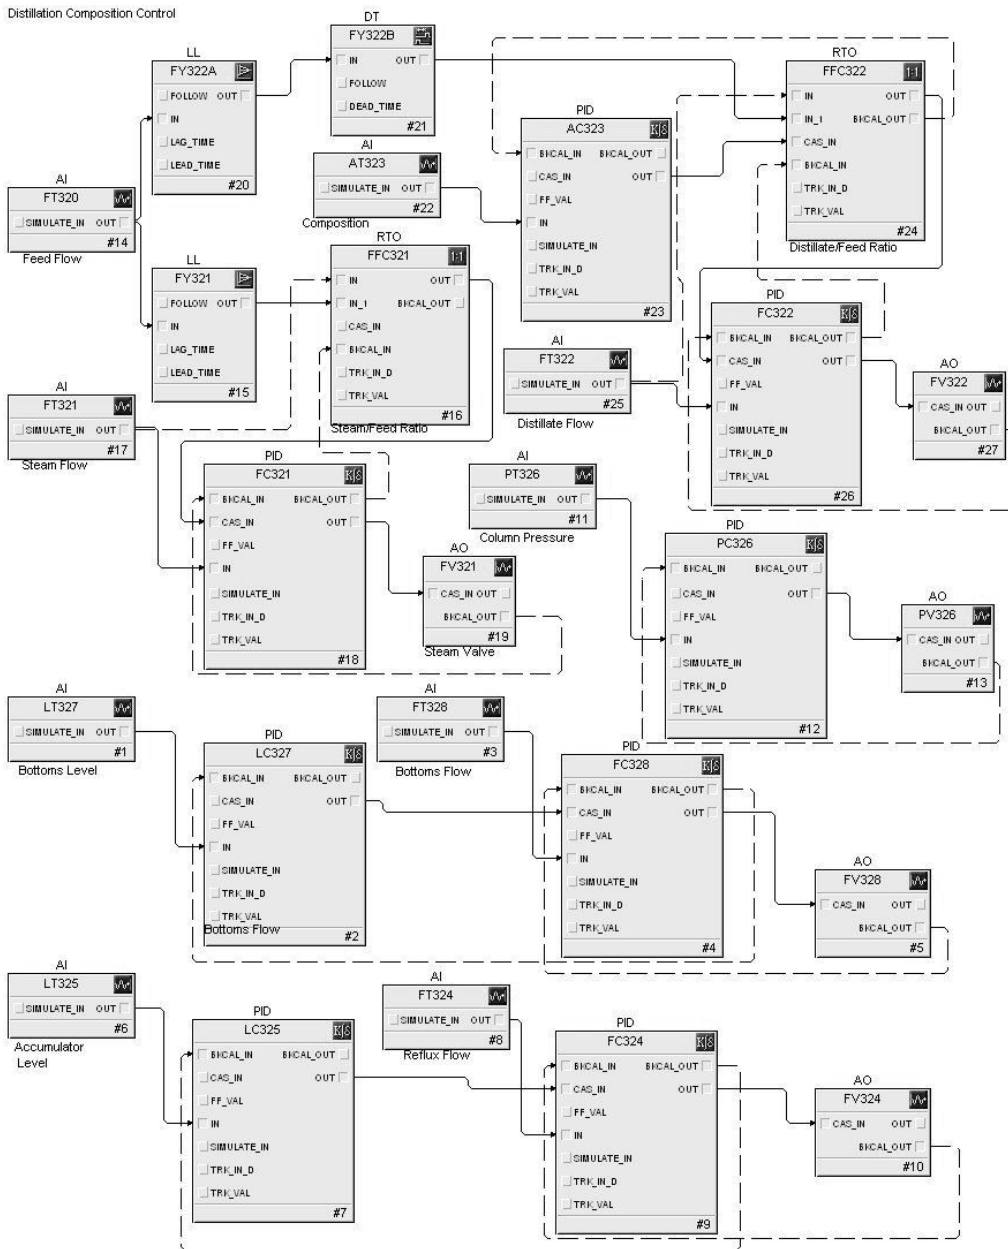 Distillation Composition Control
DT
FY322B
IN OUT
FOLLOW
DEAD_TIME
#21
LL
FY322A
FOLLOW OUT
IN
LAG_TIME
LEAD_TIME
#20
RTO
FFC322
1:1
IN OUT
IN_1 BKCAL_OUT
CAS_IN
BKCAL_IN
TRK_IN_D
TRK_VAL
#24
Distillate/Feed Ratio
PID
AC323
BKCAL_IN BKCAL_OUT
CAS_IN OUT
FF_VAL
IN
SIMULATE_IN
TRK_IN_D
TRK_VAL
#23
AI
AT323
SIMULATE_IN OUT
#22
Composition
AI
FT320
SIMULATE_IN OUT
#14
Feed Flow
RTO
FFC321
1:1
IN OUT
IN_1 BKCAL_OUT
CAS_IN
BKCAL_IN
TRK_IN_D
TRK_VAL
#16
Steam/Feed Ratio
LL
FY321
FOLLOW OUT
IN
LAG_TIME
LEAD_TIME
#15
PID
FC322
BKCAL_IN BKCAL_OUT
CAS_IN OUT
FF_VAL
IN
SIMULATE_IN
TRK_IN_D
TRK_VAL
#26
AI
FT322
SIMULATE_IN OUT
#25
Distillate Flow
AO
FV322
CAS_IN OUT
BKCAL_OUT
#27
AI
FT321
SIMULATE_IN OUT
#17
Steam Flow
PID
FC321
BKCAL_IN BKCAL_OUT
CAS_IN OUT
FF_VAL
IN
SIMULATE_IN
TRK_IN_D
TRK_VAL
#18
AI
PT326
SIMULATE_IN OUT
#11
Column Pressure
AO
FV321
CAS_IN OUT
BKCAL_OUT
#19
Steam Valve
PID
PC326
BKCAL_IN BKCAL_OUT
CAS_IN OUT
FF_VAL
IN
SIMULATE_IN
TRK_IN_D
TRK_VAL
#12
AO
PV326
CAS_IN OUT
BKCAL_OUT
#13
AI
LT327
SIMULATE_IN OUT
#1
Bottoms Level
PID
LC327
BKCAL_IN BKCAL_OUT
CAS_IN OUT
FF_VAL
IN
SIMULATE_IN
TRK_IN_D
TRK_VAL
Bottoms Flow
#2
AI
FT328
SIMULATE_IN OUT
#3
Bottoms Flow
PID
FC328
BKCAL_IN BKCAL_OUT
CAS_IN OUT
FF_VAL
IN
SIMULATE_IN
TRK_IN_D
TRK_VAL
#4
AO
FV328
CAS_IN OUT
BKCAL_OUT
#5
AI
LT325
SIMULATE_IN OUT
#6
Accumulator
Level
PID
LC325
BKCAL_IN BKCAL_OUT
CAS_IN OUT
FF_VAL
IN
SIMULATE_IN
TRK_IN_D
TRK_VAL
#7
AI
FT324
SIMULATE_IN OUT
#8
Reflux Flow
PID
FC324
BKCAL_IN BKCAL_OUT
CAS_IN OUT
FF_VAL
IN
SIMULATE_IN
TRK_IN_D
TRK_VAL
#9
AO
FV324
CAS_IN OUT
BKCAL_OUT
#10